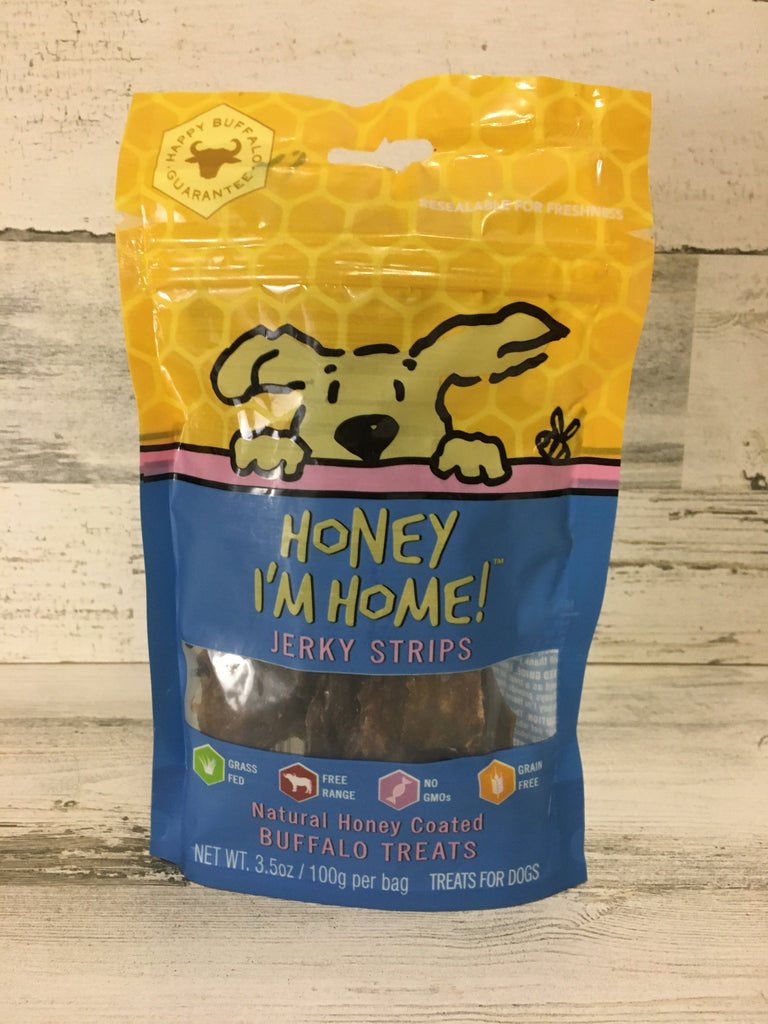 HAPPY BUFFALO
GUARANTEE
RESEALABLE FOR FRESHNESS
HONEY
I'M HOME!™
JERKY STRIPS
GRASS
FED
FREE
RANGE
NO
GMOs
GRAIN
FREE
Natural Honey Coated
BUFFALO TREATS
NET WT. 3.5oz / 100g per bag
TREATS FOR DOGS